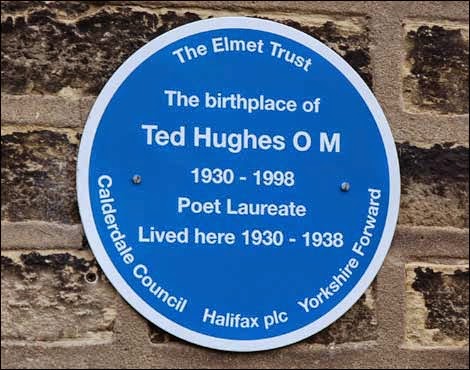 The Elmet Trust
The birthplace of
Ted Hughes O M
1930 - 1998
Poet Laureate
Lived here 1930 - 1938
Calderdale Council
Halifax plc
Yorkshire Forward